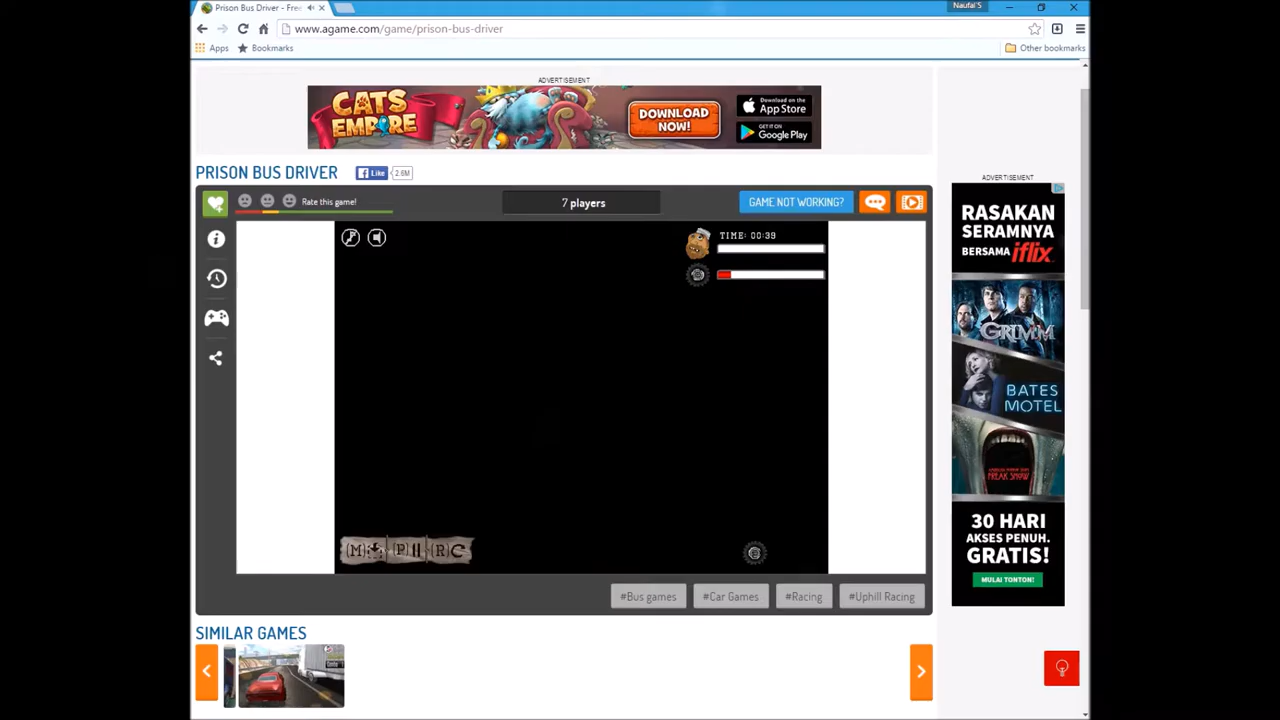 Prison Bus Driver - Free
Naufal'S
www.agame.com/game/prison-bus-driver
Apps
Bookmarks
Other bookmarks
ADVERTISEMENT
CATS
EMPIRE
DOWNLOAD
NOW!
Download on the
App Store
GET IT ON
Google Play
PRISON BUS DRIVER
Like
2.6M
ADVERTISEMENT
Rate this game!
7 players
GAME NOT WORKING?
TIME: 00:39
RASAKAN
SERAMNYA
BERSAMA iflix
GRIMM
BATES
MOTEL
FREAK SHOW
30 HARI
AKSES PENUH.
GRATIS!
MULAI TONTON!
(M) (P) (R)
#Bus games
#Car Games
#Racing
#Uphill Racing
SIMILAR GAMES